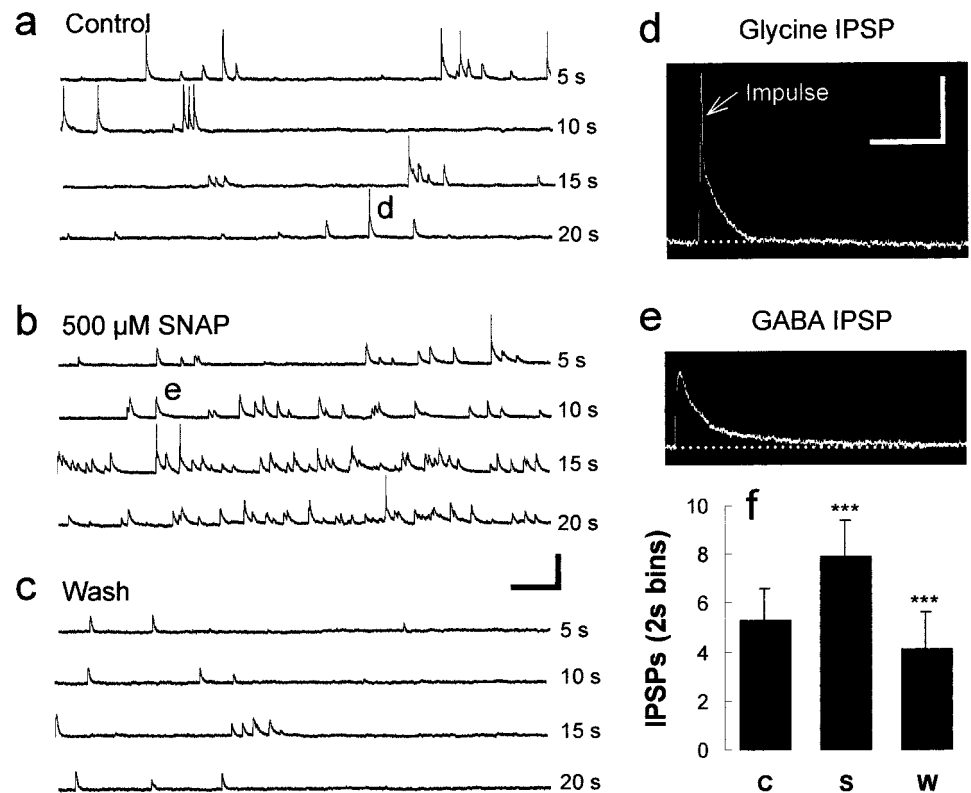 a Control
5 s
10 s
15 s
d
20 s
b 500 µM SNAP
5 s
e
10 s
15 s
20 s
c Wash
5 s
10 s
15 s
20 s
d Glycine IPSP
Impulse
e GABA IPSP
f
IPSPs (2s bins)
10
8
6
4
2
0
***
***
C S W